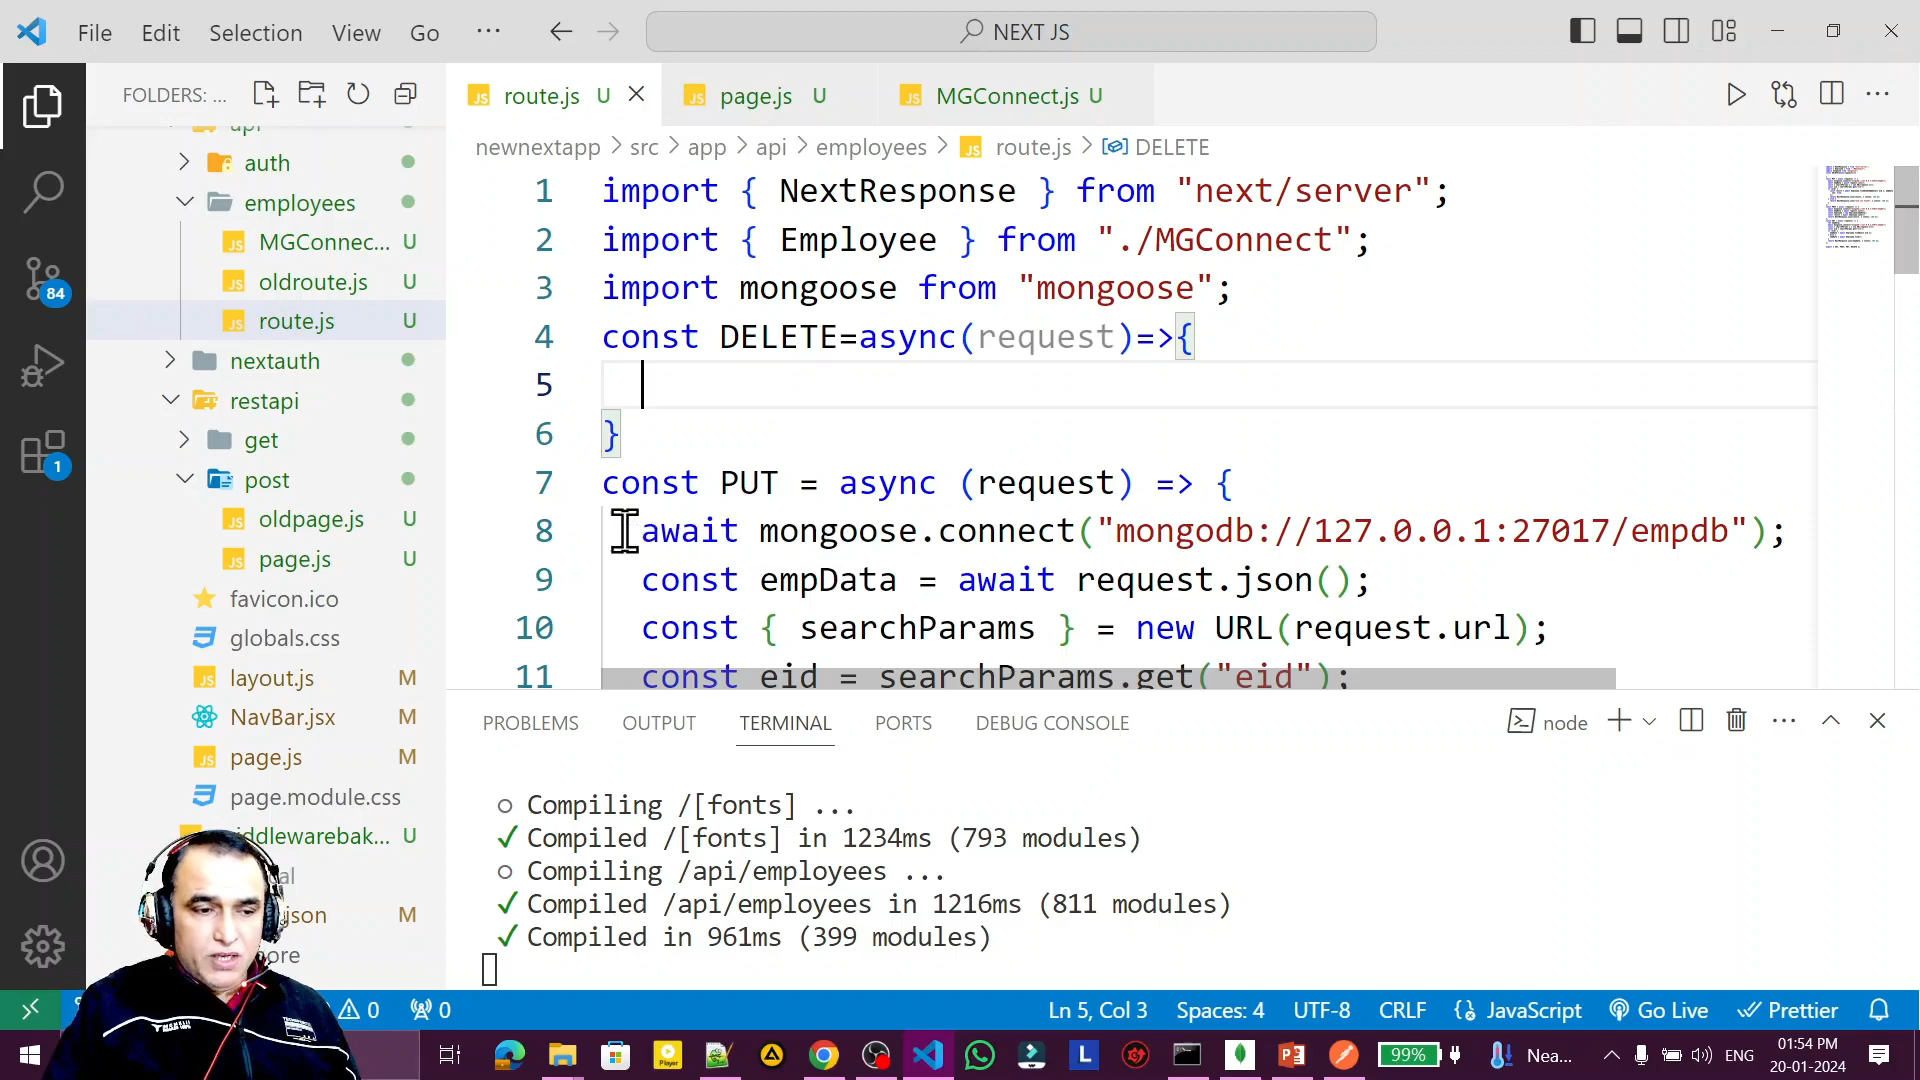 File Edit Selection View Go ···
NEXT JS
FOLDERS: ...
api
auth
employees
MGConnec... U
oldroute.js U
route.js U
nextauth
restapi
get
post
oldpage.js U
page.js U
favicon.ico
globals.css
layout.js M
NavBar.jsx M
page.js M
page.module.css
iddlewarebak... U
json M
94
1
route.js U
page.js U
MGConnect.js U
newnextapp > src > app > api > employees > route.js > DELETE
1 import { NextResponse } from "next/server";
2 import { Employee } from "./MGConnect";
3 import mongoose from "mongoose";
4 const DELETE=async(request)=>{
5
6 }
7 const PUT = async (request) => {
8 await mongoose.connect("mongodb://127.0.0.1:27017/empdb");
9 const empData = await request.json();
10 const { searchParams } = new URL(request.url);
11 const eid = searchParams.get("eid");
PROBLEMS OUTPUT TERMINAL PORTS DEBUG CONSOLE
node
○ Compiling /[fonts] ...
✓ Compiled /[fonts] in 1234ms (793 modules)
○ Compiling /api/employees ...
✓ Compiled /api/employees in 1216ms (811 modules)
✓ Compiled in 961ms (399 modules)
0 0
Ln 5, Col 3 Spaces: 4 UTF-8 CRLF JavaScript Go Live Prettier
99% Nea... ENG
01:54 PM
20-01-2024